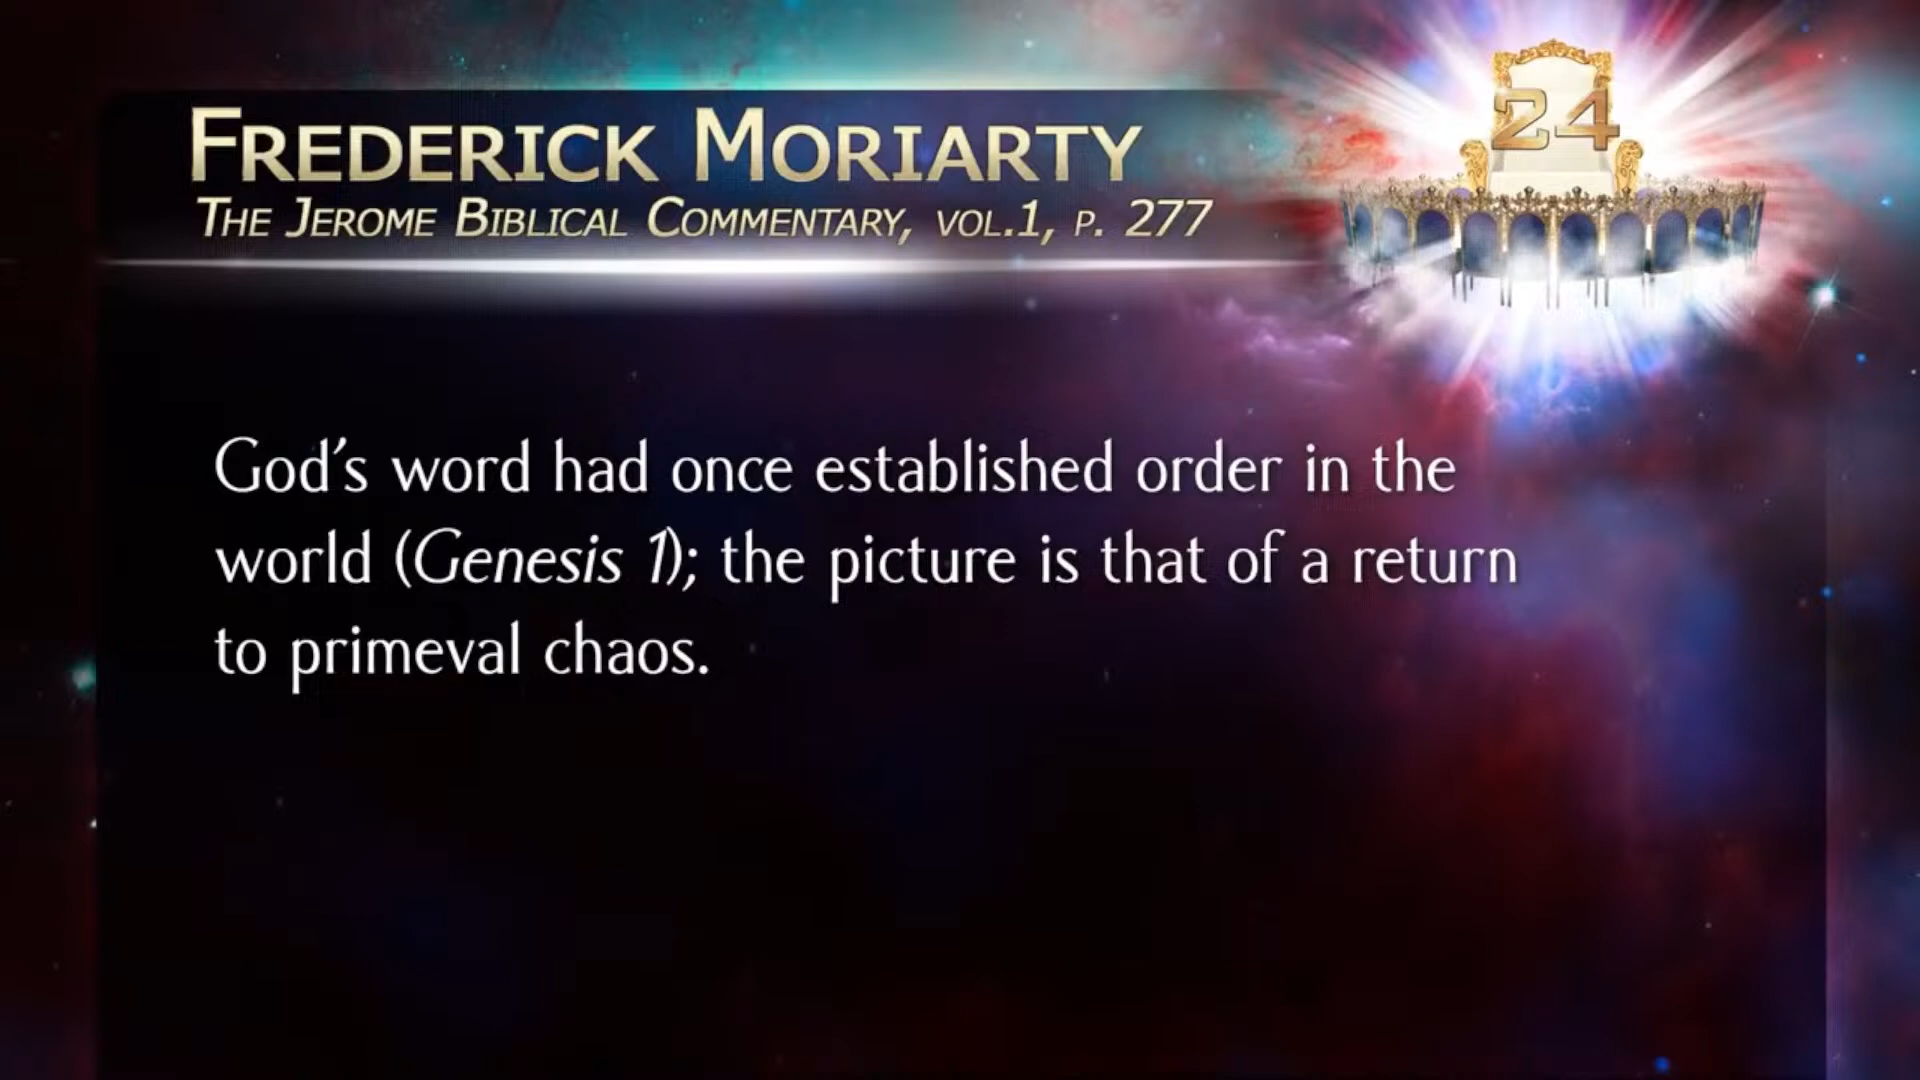 Frederick Moriarty
The Jerome Biblical Commentary, vol.1, p. 277
24
God's word had once established order in the
world (Genesis 1); the picture is that of a return
to primeval chaos.